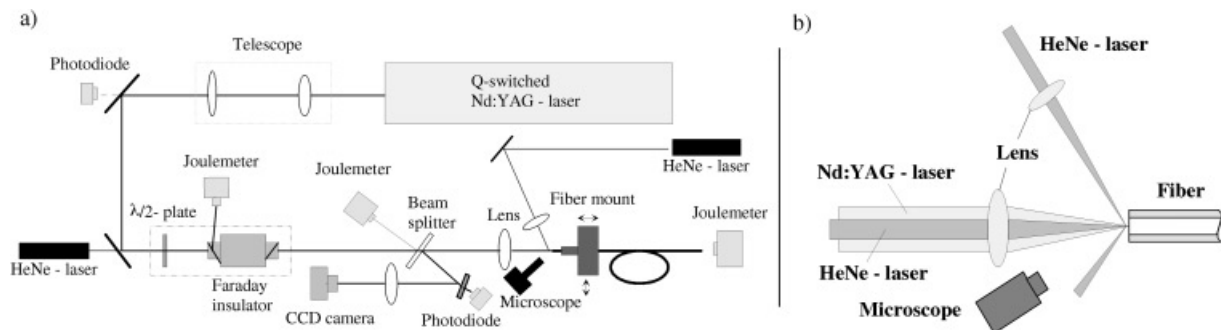 a)
Telescope
Photodiode
Q-switched
Nd:YAG - laser
HeNe - laser
Joulemeter
Joulemeter
λ/2- plate
Beam
splitter
Lens
Fiber mount
Joulemeter
HeNe - laser
Faraday
insulator
CCD camera
Photodiode
Microscope
b)
HeNe - laser
Lens
Nd:YAG - laser
Fiber
HeNe - laser
Microscope